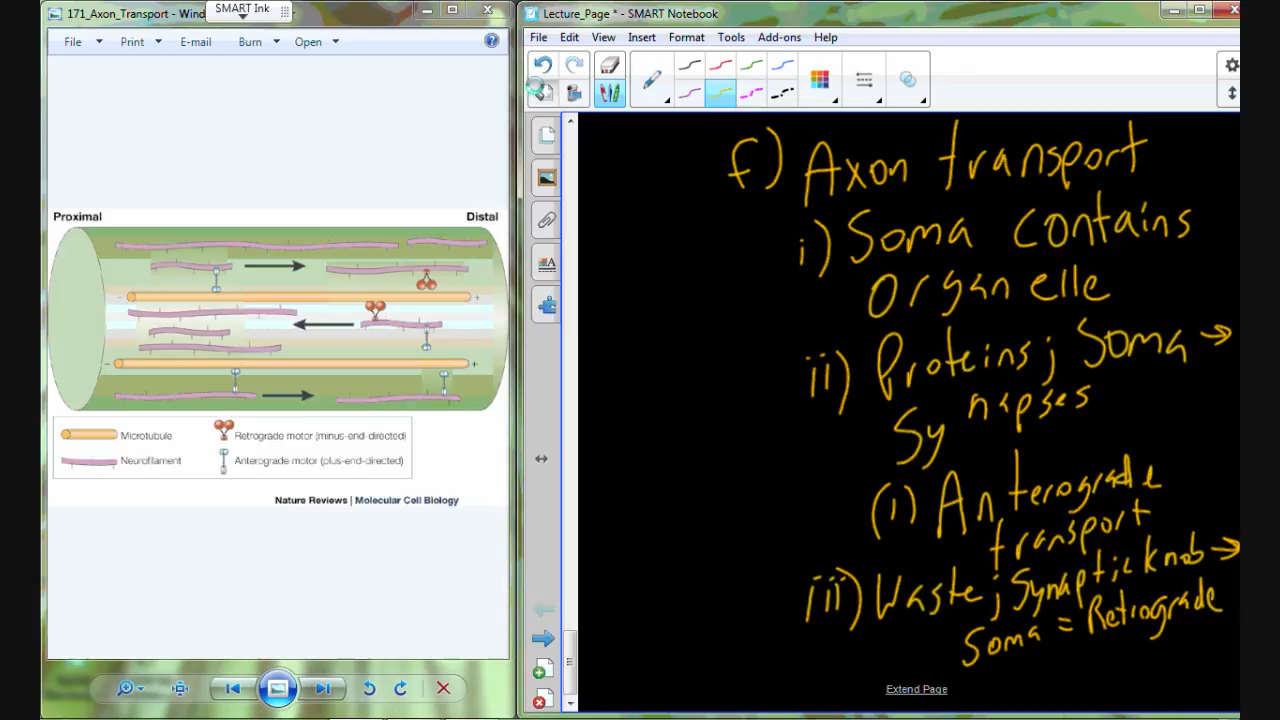 171_Axon_Transport - Wind
SMART Ink
File Print E-mail Burn Open
Proximal Distal
– +
– +
Microtubule Retrograde motor (minus-end-directed)
Neurofilament Anterograde motor (plus-end-directed)
Nature Reviews | Molecular Cell Biology
Lecture_Page * - SMART Notebook
File Edit View Insert Format Tools Add-ons Help
f) Axon transport
i) Soma contains
organelle
ii) Proteins; Soma →
Synapses
(1) Anterograde
transport
iii) Waste; Synaptic knob →
Soma = Retrograde
Extend Page